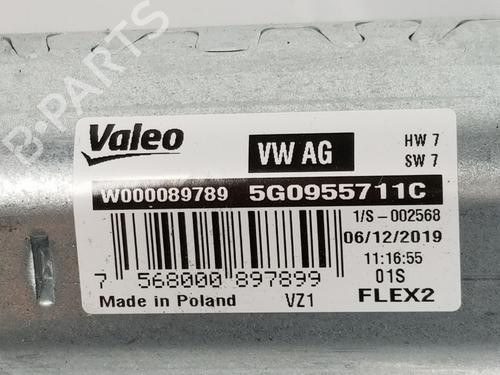 B-PARTS
Valeo
VW AG
HW 7
SW 7
W000089789
5G0955711C
1/S-002568
06/12/2019
11:16:55
01S
7 568000 897899
Made in Poland
VZ1
FLEX2